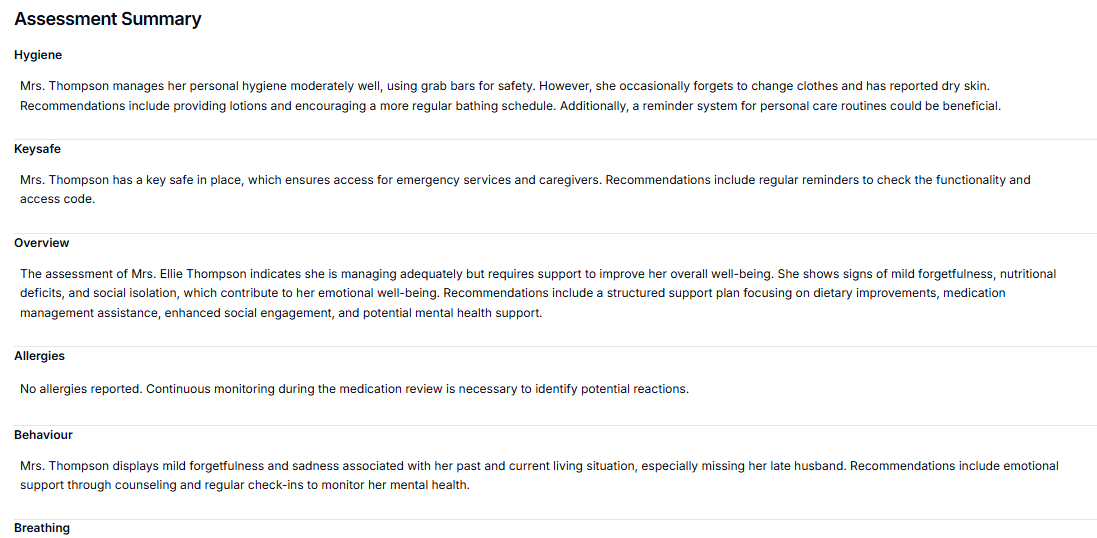 Assessment Summary
Hygiene
Mrs. Thompson manages her personal hygiene moderately well, using grab bars for safety. However, she occasionally forgets to change clothes and has reported dry skin.
Recommendations include providing lotions and encouraging a more regular bathing schedule. Additionally, a reminder system for personal care routines could be beneficial.
Keysafe
Mrs. Thompson has a key safe in place, which ensures access for emergency services and caregivers. Recommendations include regular reminders to check the functionality and
access code.
Overview
The assessment of Mrs. Ellie Thompson indicates she is managing adequately but requires support to improve her overall well-being. She shows signs of mild forgetfulness, nutritional
deficits, and social isolation, which contribute to her emotional well-being. Recommendations include a structured support plan focusing on dietary improvements, medication
management assistance, enhanced social engagement, and potential mental health support.
Allergies
No allergies reported. Continuous monitoring during the medication review is necessary to identify potential reactions.
Behaviour
Mrs. Thompson displays mild forgetfulness and sadness associated with her past and current living situation, especially missing her late husband. Recommendations include emotional
support through counseling and regular check-ins to monitor her mental health.
Breathing